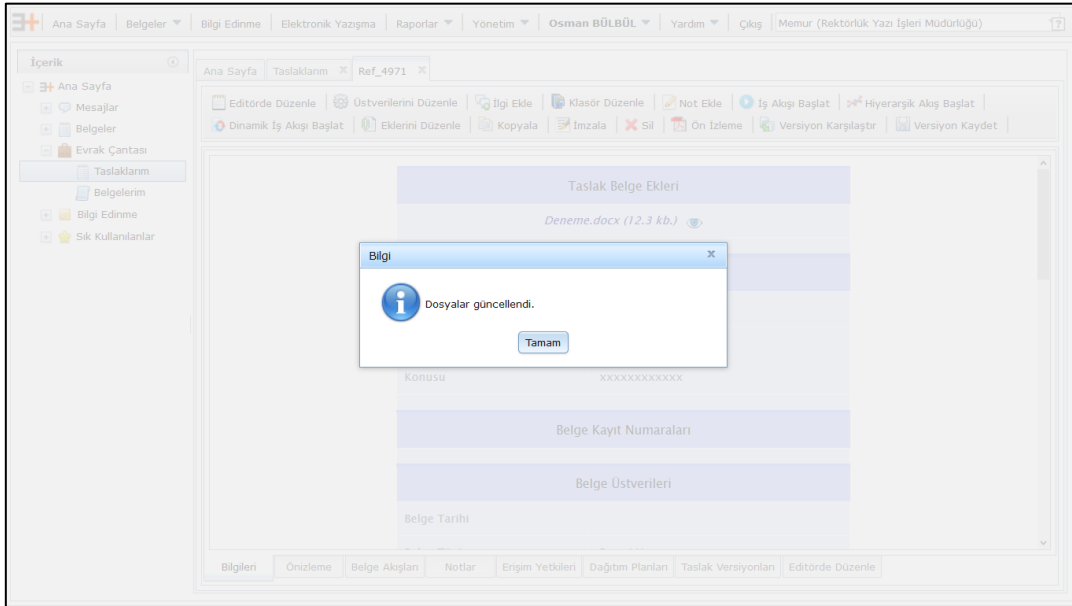 Ana Sayfa Belgeler Bilgi Edinme Elektronik Yazışma Raporlar Yönetim Osman BÜLBÜL Yardım Çıkış Memur (Rektörlük Yazı İşleri Müdürlüğü)
İçerik
Ana Sayfa
Mesajlar
Belgeler
Evrak Çantası
Taslaklarım
Belgelerim
Bilgi Edinme
Sık Kullanılanlar
Ana Sayfa Taslaklarım Ref_4971
Editörde Düzenle Üstverilerini Düzenle İlgi Ekle Klasör Düzenle Not Ekle İş Akışı Başlat Hiyerarşik Akış Başlat
Dinamik İş Akışı Başlat Eklerini Düzenle Kopyala İmzala Sil Ön İzleme Versiyon Karşılaştır Versiyon Kaydet
Taslak Belge Ekleri
Deneme.docx (12.3 kb.)
Bilgi
Dosyalar güncellendi.
Tamam
Konusu xxxxxxxxxxxx
Belge Kayıt Numaraları
Belge Üstverileri
Belge Tarihi
Bilgileri Önizleme Belge Akışları Notlar Erişim Yetkileri Dağıtım Planları Taslak Versiyonları Editörde Düzenle